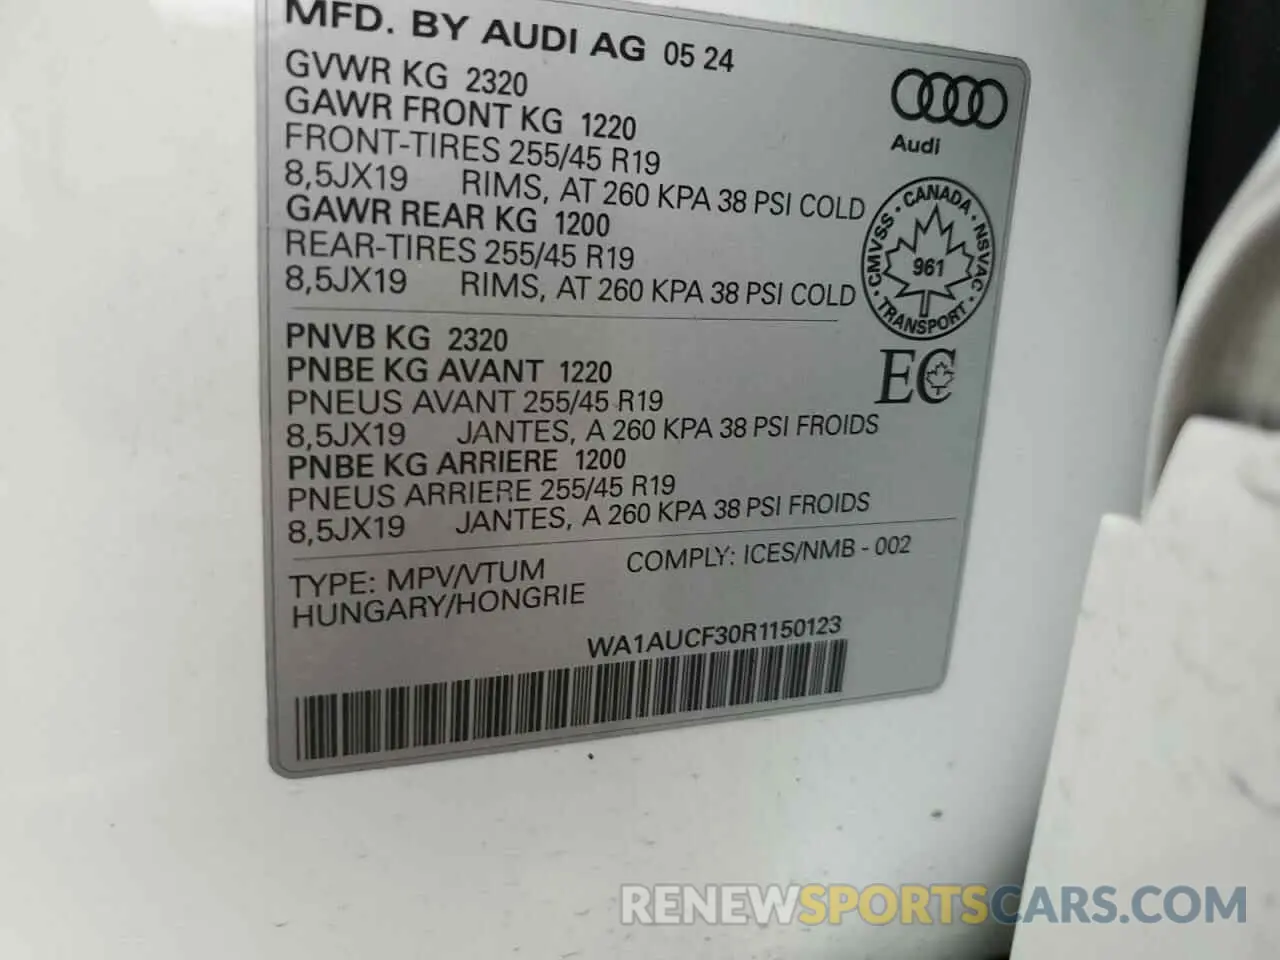 MFD. BY AUDI AG 05 24
GVWR KG 2320
GAWR FRONT KG 1220
FRONT-TIRES 255/45 R19
8,5JX19 RIMS, AT 260 KPA 38 PSI COLD
GAWR REAR KG 1200
REAR-TIRES 255/45 R19
8,5JX19 RIMS, AT 260 KPA 38 PSI COLD
Audi
CANADA · NSVAC · TRANSPORT · CMVSS ·
961
EC
PNVB KG 2320
PNBE KG AVANT 1220
PNEUS AVANT 255/45 R19
8,5JX19 JANTES, A 260 KPA 38 PSI FROIDS
PNBE KG ARRIERE 1200
PNEUS ARRIERE 255/45 R19
8,5JX19 JANTES, A 260 KPA 38 PSI FROIDS
TYPE: MPV/VTUM COMPLY: ICES/NMB - 002
HUNGARY/HONGRIE
WA1AUCF30R1150123
RENEWSPORTSCARS.COM